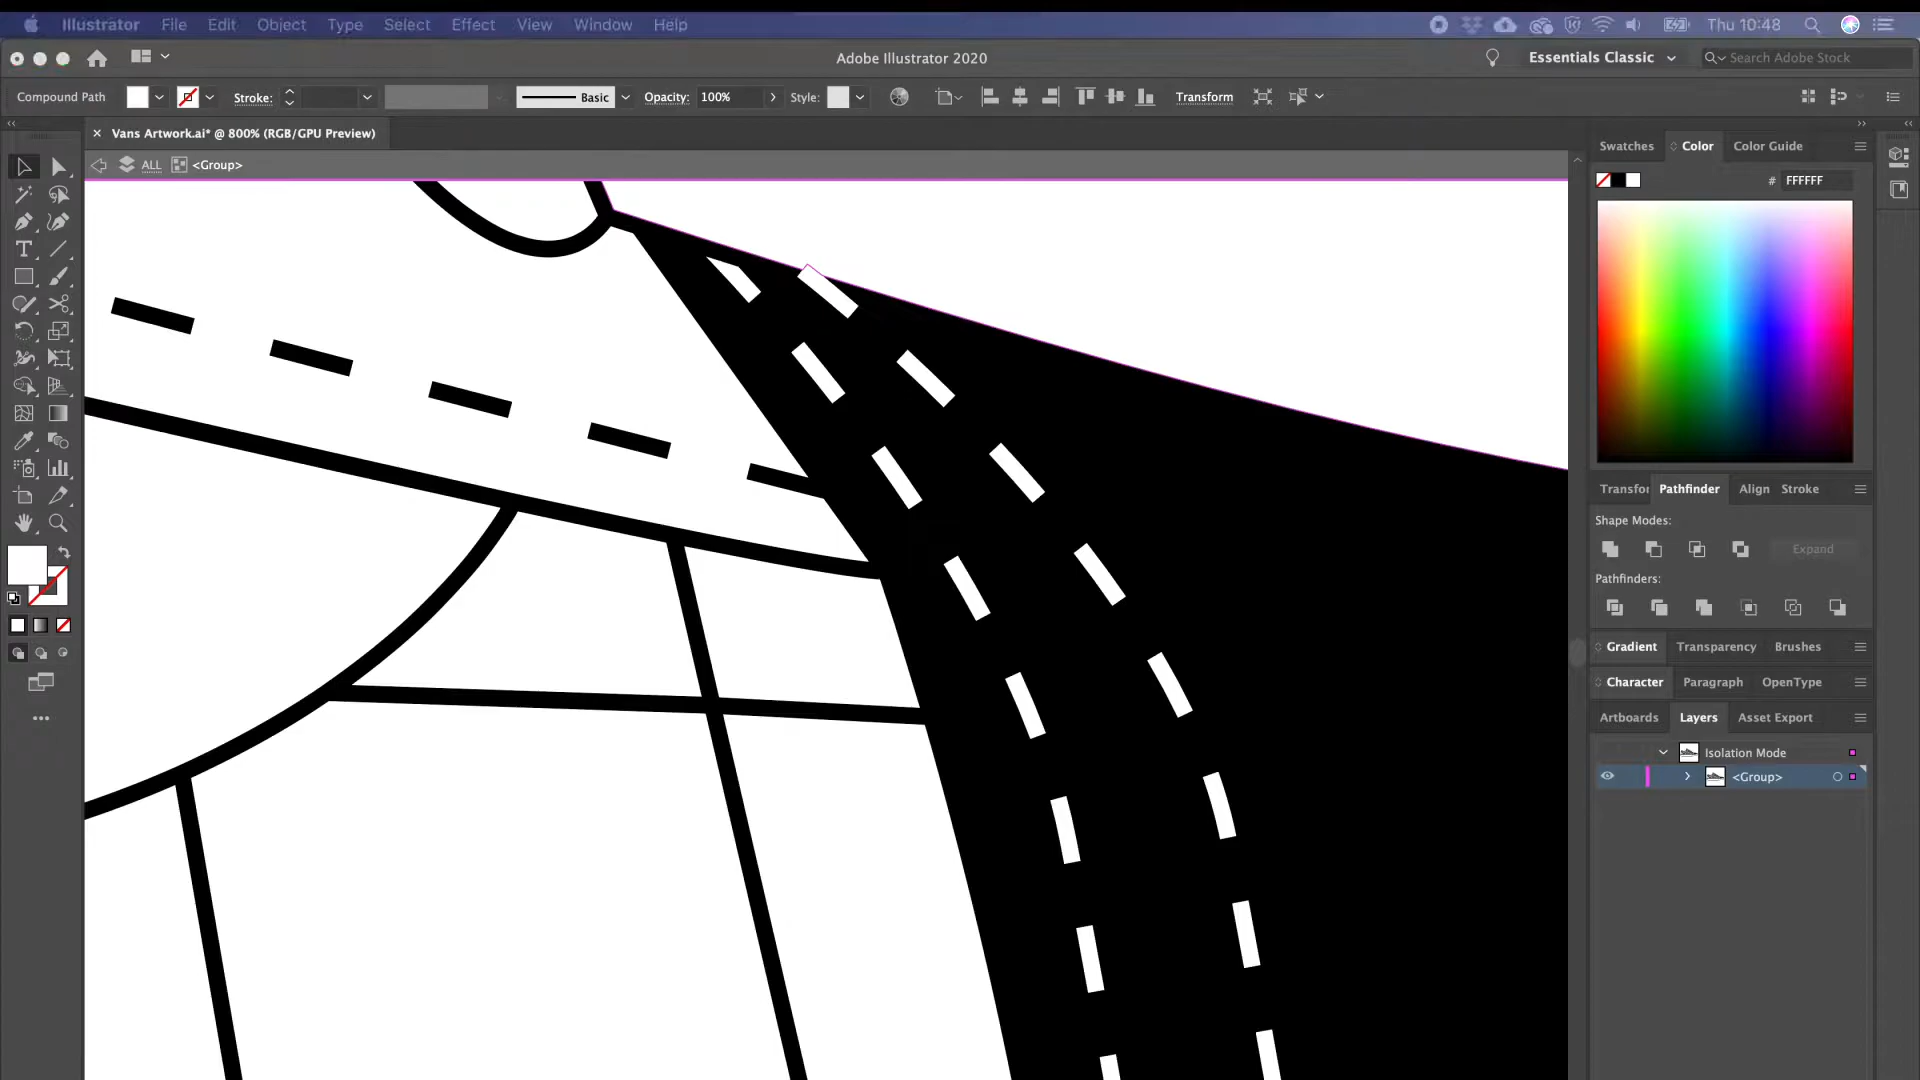 Illustrator File Edit Object Type Select Effect View Window Help Thu 10:48
Adobe Illustrator 2020 Essentials Classic Search Adobe Stock
Compound Path Stroke: Basic Opacity: 100% Style: Transform
× Vans Artwork.ai* @ 800% (RGB/GPU Preview)
ALL <Group>
Swatches Color Color Guide
# FFFFFF
Transfor Pathfinder Align Stroke
Shape Modes:
Expand
Pathfinders:
Gradient Transparency Brushes
Character Paragraph OpenType
Artboards Layers Asset Export
Isolation Mode
<Group>